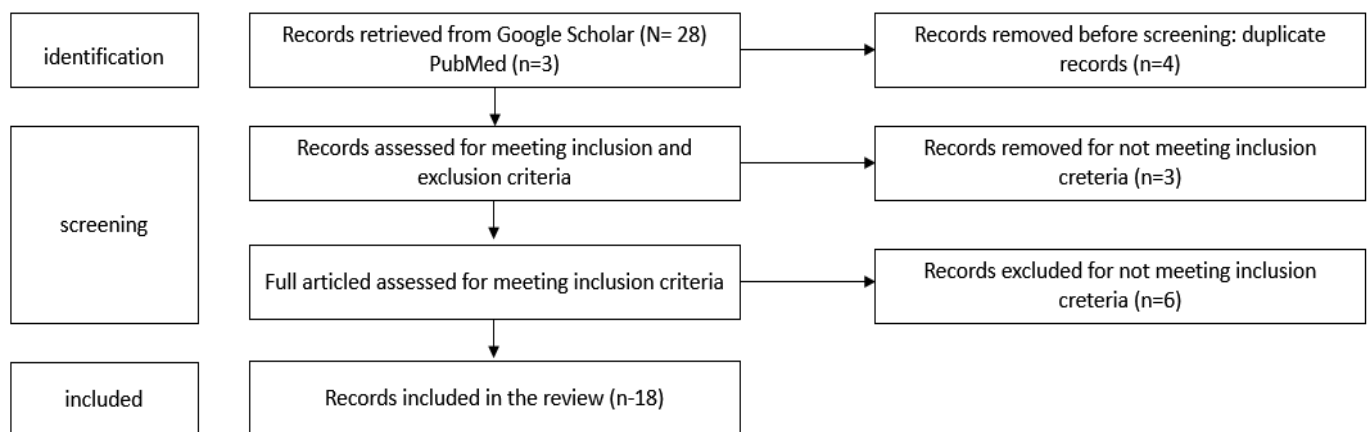 identification
Records retrieved from Google Scholar (N= 28)
PubMed (n=3)
Records removed before screening: duplicate
records (n=4)
screening
Records assessed for meeting inclusion and
exclusion criteria
Records removed for not meeting inclusion
creteria (n=3)
Full articled assessed for meeting inclusion criteria
Records excluded for not meeting inclusion
creteria (n=6)
included
Records included in the review (n-18)